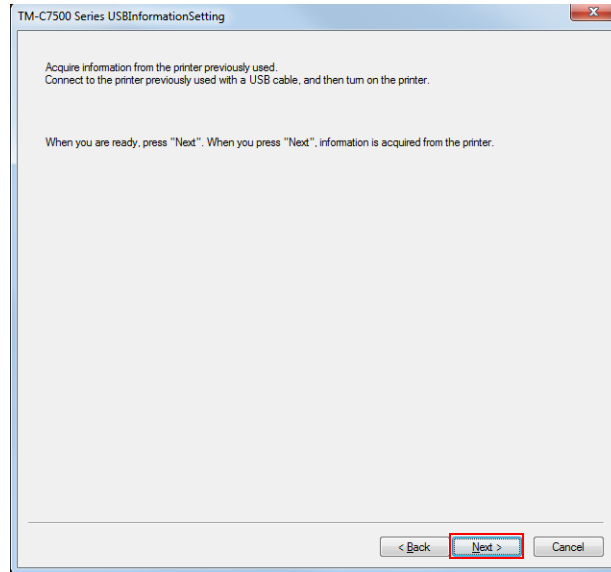 TM-C7500 Series USBInformationSetting
Acquire information from the printer previously used.
Connect to the printer previously used with a USB cable, and then turn on the printer.
When you are ready, press "Next". When you press "Next", information is acquired from the printer.
< Back Next > Cancel